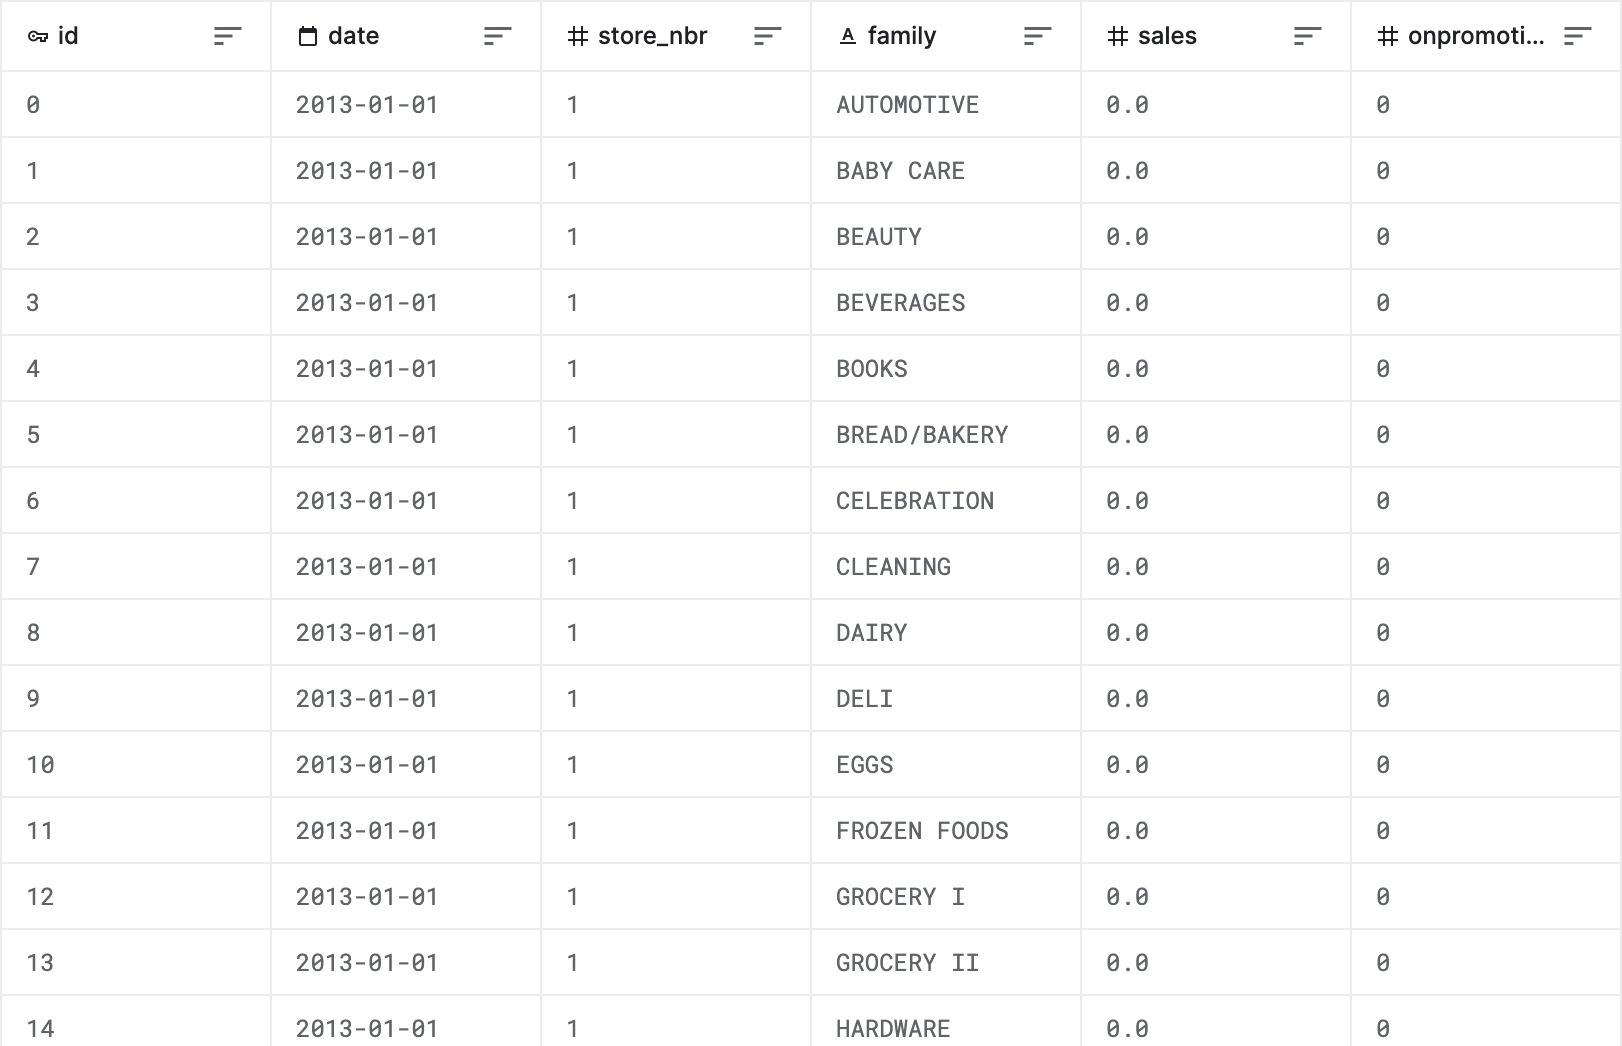 id date store_nbr family sales onpromoti...
0 2013-01-01 1 AUTOMOTIVE 0.0 0
1 2013-01-01 1 BABY CARE 0.0 0
2 2013-01-01 1 BEAUTY 0.0 0
3 2013-01-01 1 BEVERAGES 0.0 0
4 2013-01-01 1 BOOKS 0.0 0
5 2013-01-01 1 BREAD/BAKERY 0.0 0
6 2013-01-01 1 CELEBRATION 0.0 0
7 2013-01-01 1 CLEANING 0.0 0
8 2013-01-01 1 DAIRY 0.0 0
9 2013-01-01 1 DELI 0.0 0
10 2013-01-01 1 EGGS 0.0 0
11 2013-01-01 1 FROZEN FOODS 0.0 0
12 2013-01-01 1 GROCERY I 0.0 0
13 2013-01-01 1 GROCERY II 0.0 0
14 2013-01-01 1 HARDWARE 0.0 0